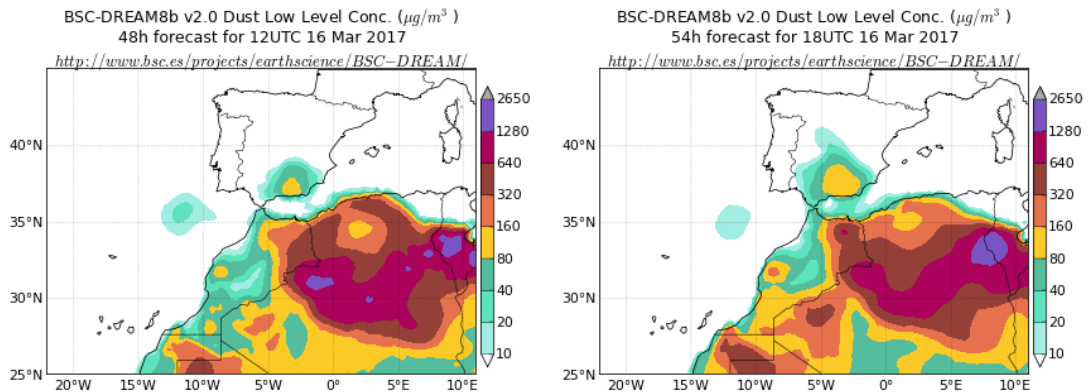 BSC-DREAM8b v2.0 Dust Low Level Conc. (μg/m³ )
48h forecast for 12UTC 16 Mar 2017
http://www.bsc.es/projects/earthscience/BSC−DREAM/
40°N
35°N
30°N
25°N
20°W
15°W
10°W
5°W
0°
5°E
10°E
2650
1280
640
320
160
80
40
20
10
BSC-DREAM8b v2.0 Dust Low Level Conc. (μg/m³ )
54h forecast for 18UTC 16 Mar 2017
http://www.bsc.es/projects/earthscience/BSC−DREAM/
40°N
35°N
30°N
25°N
20°W
15°W
10°W
5°W
0°
5°E
10°E
2650
1280
640
320
160
80
40
20
10